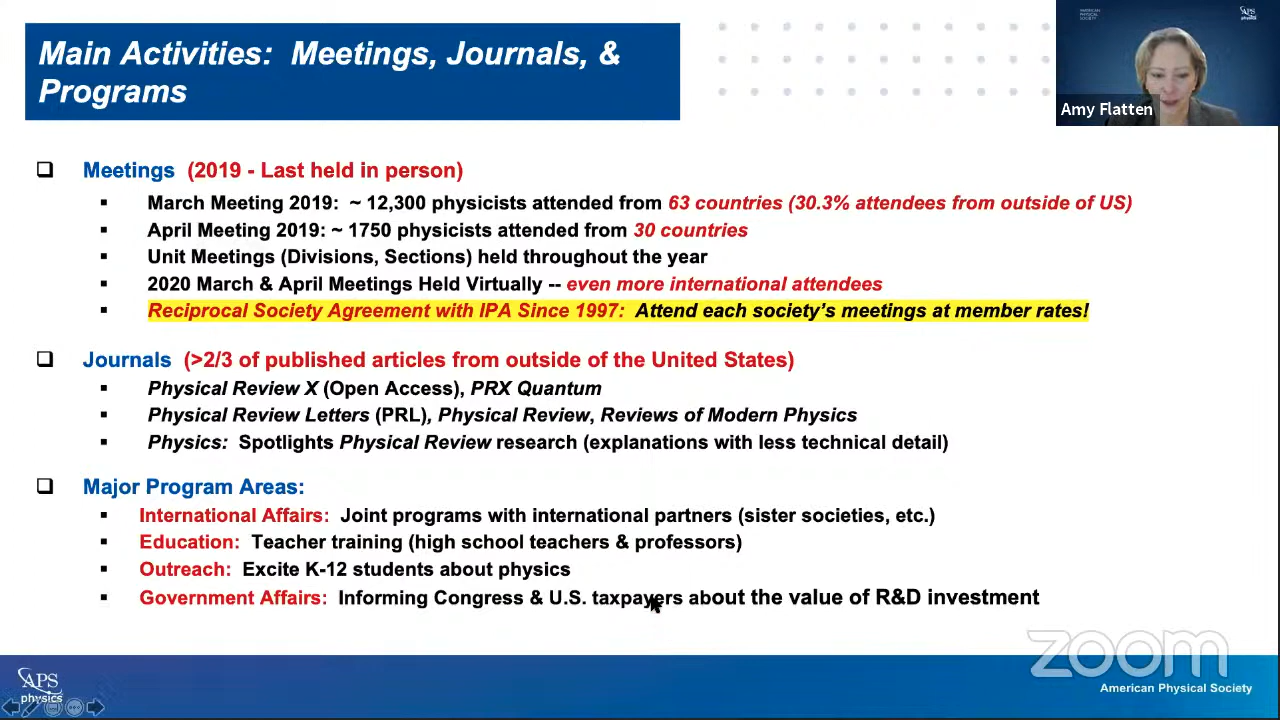 Main Activities: Meetings, Journals, &
Programs
AMERICAN
PHYSICAL
SOCIETY
APS
physics
Amy Flatten
Meetings (2019 - Last held in person)
March Meeting 2019: ~ 12,300 physicists attended from 63 countries (30.3% attendees from outside of US)
April Meeting 2019: ~ 1750 physicists attended from 30 countries
Unit Meetings (Divisions, Sections) held throughout the year
2020 March & April Meetings Held Virtually -- even more international attendees
Reciprocal Society Agreement with IPA Since 1997: Attend each society's meetings at member rates!
Journals (>2/3 of published articles from outside of the United States)
Physical Review X (Open Access), PRX Quantum
Physical Review Letters (PRL), Physical Review, Reviews of Modern Physics
Physics: Spotlights Physical Review research (explanations with less technical detail)
Major Program Areas:
International Affairs: Joint programs with international partners (sister societies, etc.)
Education: Teacher training (high school teachers & professors)
Outreach: Excite K-12 students about physics
Government Affairs: Informing Congress & U.S. taxpayers about the value of R&D investment
zoom
APS
physics
American Physical Society